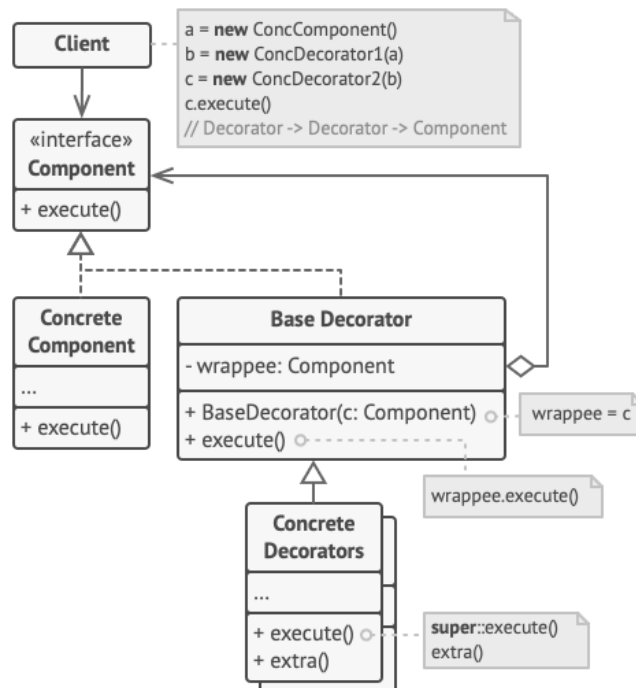 Client
a = new ConcComponent()
b = new ConcDecorator1(a)
c = new ConcDecorator2(b)
c.execute()
// Decorator -> Decorator -> Component
«interface»
Component
+ execute()
Concrete
Component
...
+ execute()
Base Decorator
- wrappee: Component
+ BaseDecorator(c: Component)
+ execute()
wrappee = c
wrappee.execute()
Concrete
Decorators
...
+ execute()
+ extra()
super::execute()
extra()